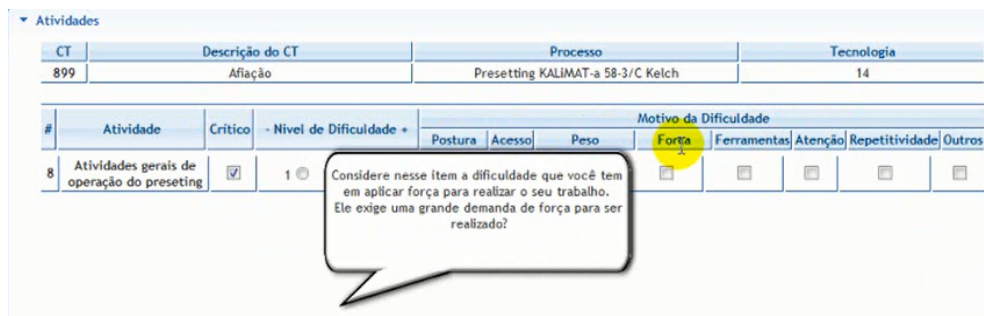 Atividades
CT Descrição do CT Processo Tecnologia
899 Afiação Presetting KALiMAT-a 58-3/C Kelch 14
Motivo da Dificuldade
# Atividade Crítico - Nivel de Dificuldade +
Postura Acesso Peso Força Ferramentas Atenção Repetitividade Outros
8 Atividades gerais de
operação do preseting
1
Considere nesse item a dificuldade que você tem
em aplicar força para realizar o seu trabalho.
Ele exige uma grande demanda de força para ser
realizado?